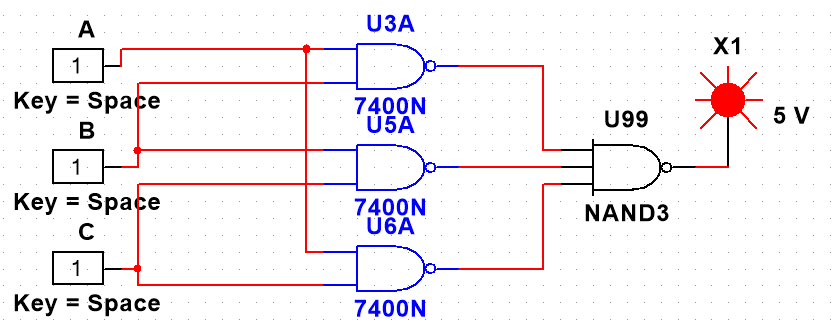 A
1
Key = Space
B
1
Key = Space
C
1
Key = Space
U3A
7400N
U5A
7400N
U6A
7400N
U99
NAND3
X1
5 V